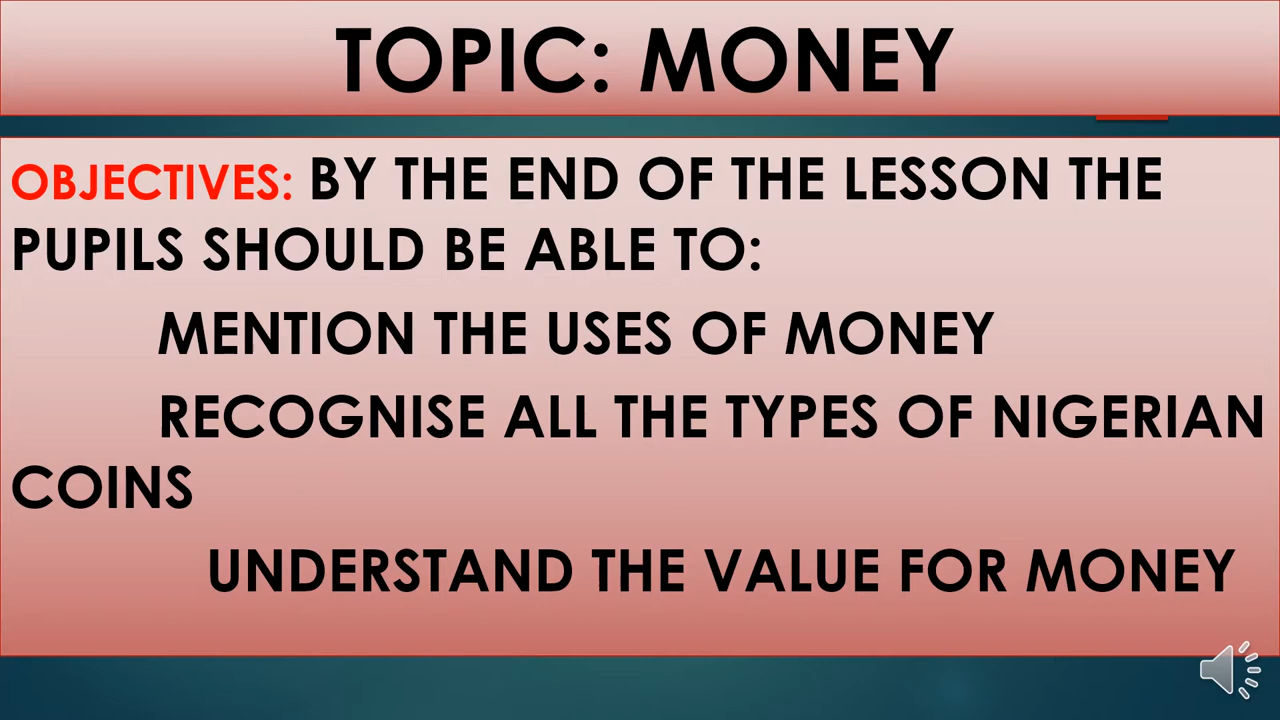 TOPIC: MONEY
OBJECTIVES: BY THE END OF THE LESSON THE
PUPILS SHOULD BE ABLE TO:
MENTION THE USES OF MONEY
RECOGNISE ALL THE TYPES OF NIGERIAN
COINS
UNDERSTAND THE VALUE FOR MONEY